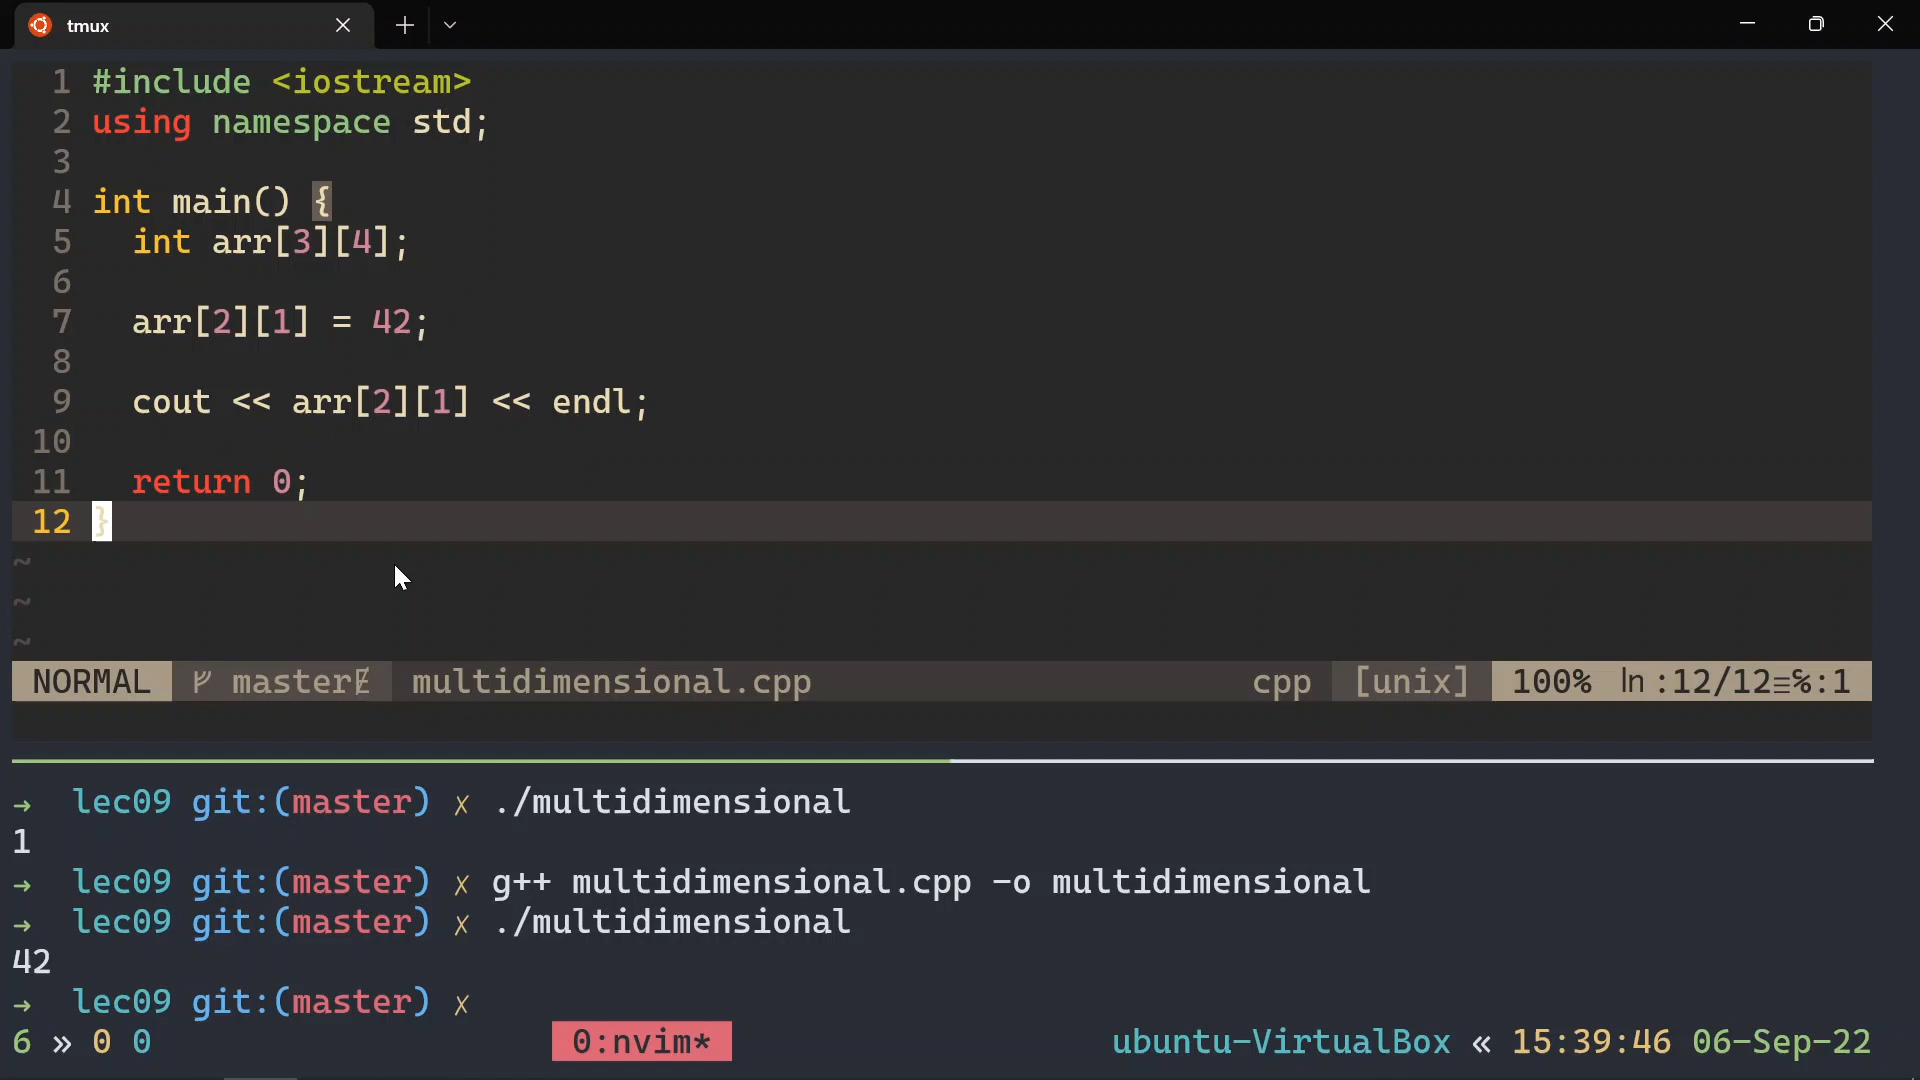 tmux
1 #include <iostream>
2 using namespace std;
3
4 int main() {
5   int arr[3][4];
6
7   arr[2][1] = 42;
8
9   cout << arr[2][1] << endl;
10
11   return 0;
12 }
~
~
~
NORMAL master multidimensional.cpp cpp [unix] 100% ln :12/12≡℅:1
→ lec09 git:(master) ✗ ./multidimensional
1
→ lec09 git:(master) ✗ g++ multidimensional.cpp -o multidimensional
→ lec09 git:(master) ✗ ./multidimensional
42
→ lec09 git:(master) ✗
6 » 0 0 0:nvim* ubuntu-VirtualBox « 15:39:46 06-Sep-22